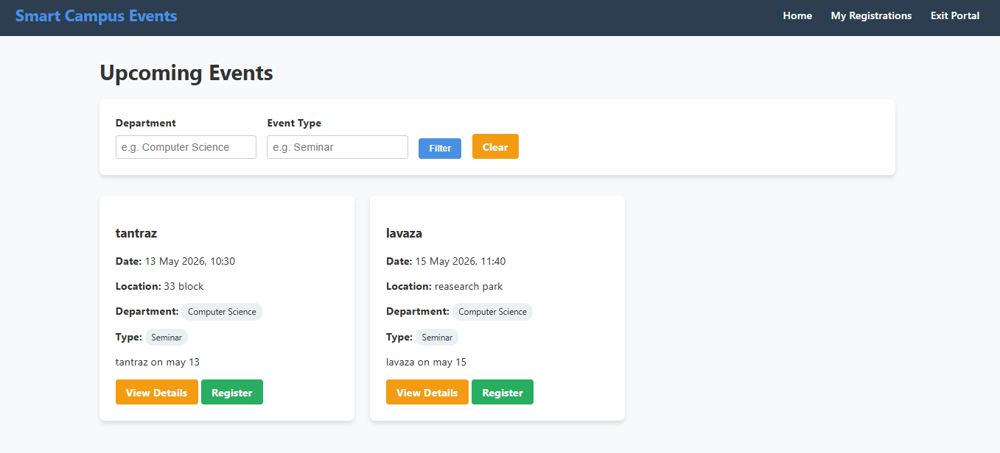 Smart Campus Events
Home
My Registrations
Exit Portal
Upcoming Events
Department
Event Type
e.g. Computer Science
e.g. Seminar
Filter
Clear
tantraz
Date: 13 May 2026, 10:30
Location: 33 block
Department: Computer Science
Type: Seminar
tantraz on may 13
View Details
Register
lavaza
Date: 15 May 2026, 11:40
Location: reasearch park
Department: Computer Science
Type: Seminar
lavaza on may 15
View Details
Register